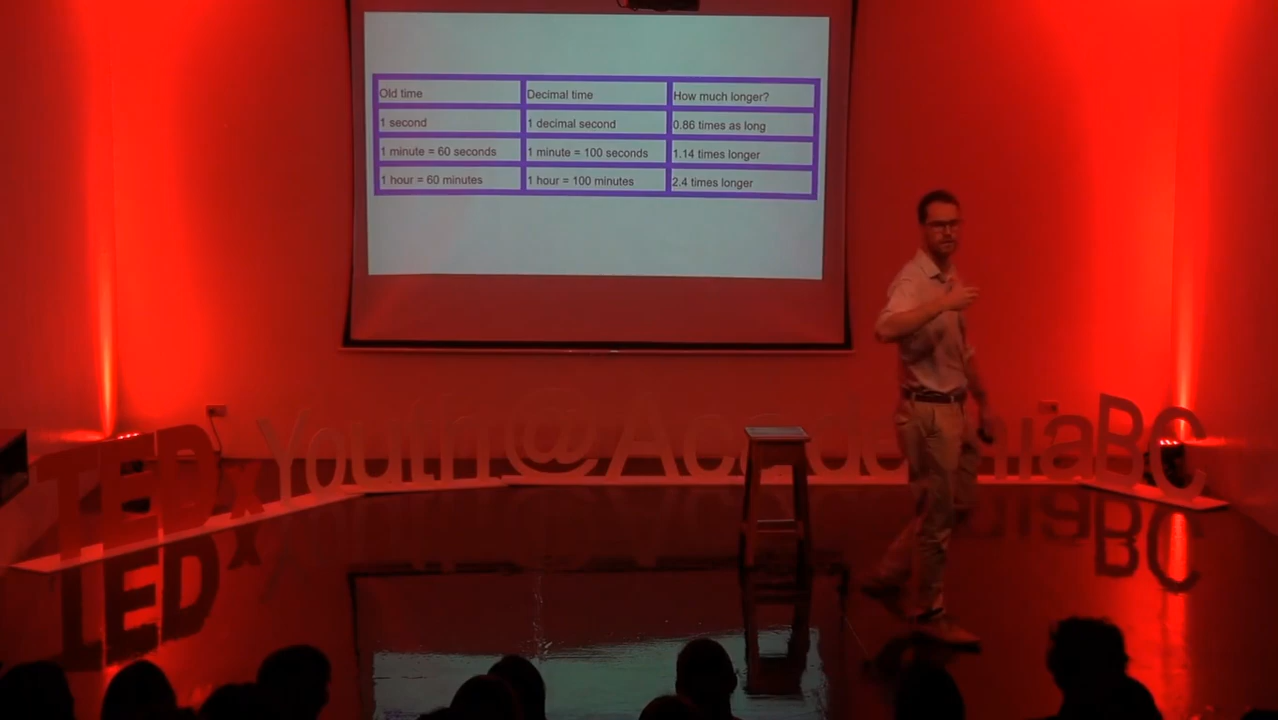 Old time Decimal time How much longer?
1 second 1 decimal second 0.86 times as long
1 minute = 60 seconds 1 minute = 100 seconds 1.14 times longer
1 hour = 60 minutes 1 hour = 100 minutes 2.4 times longer
TEDxYouth@AcademiaBC